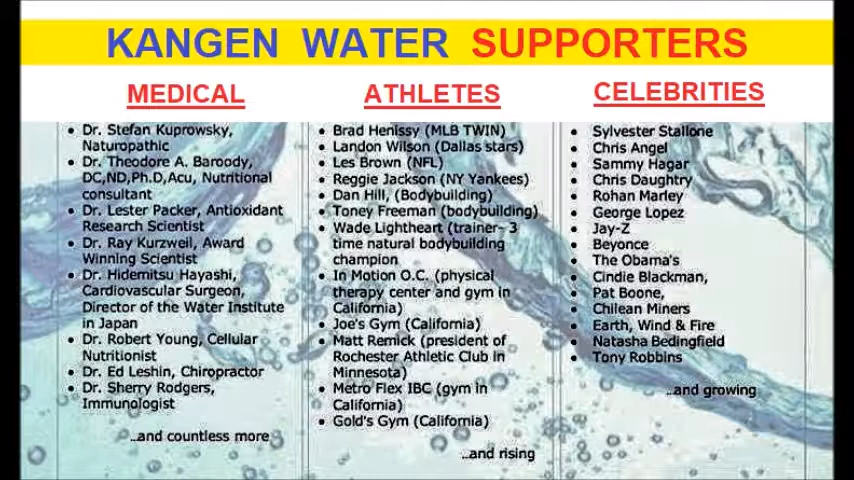 KANGEN WATER SUPPORTERS
MEDICAL
• Dr. Stefan Kuprowsky,
Naturopathic
• Dr. Theodore A. Baroody,
DC,ND,Ph.D,Acu, Nutritional
consultant
• Dr. Lester Packer, Antioxidant
Research Scientist
• Dr. Ray Kurzweil, Award
Winning Scientist
• Dr. Hidemitsu Hayashi,
Cardiovascular Surgeon,
Director of the Water Institute
in Japan
• Dr. Robert Young, Cellular
Nutritionist
• Dr. Ed Leshin, Chiropractor
• Dr. Sherry Rodgers,
Immunologist
..and countless more
ATHLETES
• Brad Henissy (MLB TWIN)
• Landon Wilson (Dallas stars)
• Les Brown (NFL)
• Reggie Jackson (NY Yankees)
• Dan Hill, (Bodybuilding)
• Toney Freeman (bodybuilding)
• Wade Lightheart (trainer- 3
time natural bodybuilding
champion
• In Motion O.C. (physical
therapy center and gym in
California)
• Joe's Gym (California)
• Matt Remick (president of
Rochester Athletic Club in
Minnesota)
• Metro Flex IBC (gym in
California)
• Gold's Gym (California)
..and rising
CELEBRITIES
• Sylvester Stallone
• Chris Angel
• Sammy Hagar
• Chris Daughtry
• Rohan Marley
• George Lopez
• Jay-Z
• Beyonce
• The Obama's
• Cindie Blackman,
• Pat Boone,
• Chilean Miners
• Earth, Wind & Fire
• Natasha Bedingfield
• Tony Robbins
..and growing